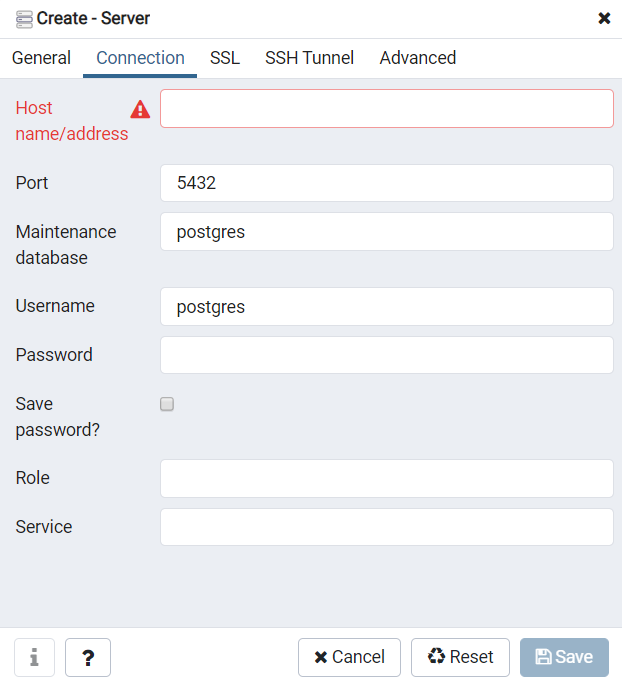 Create - Server
General Connection SSL SSH Tunnel Advanced
Host
name/address
Port 5432
Maintenance postgres
database
Username postgres
Password
Save
password?
Role
Service
i ? Cancel Reset Save